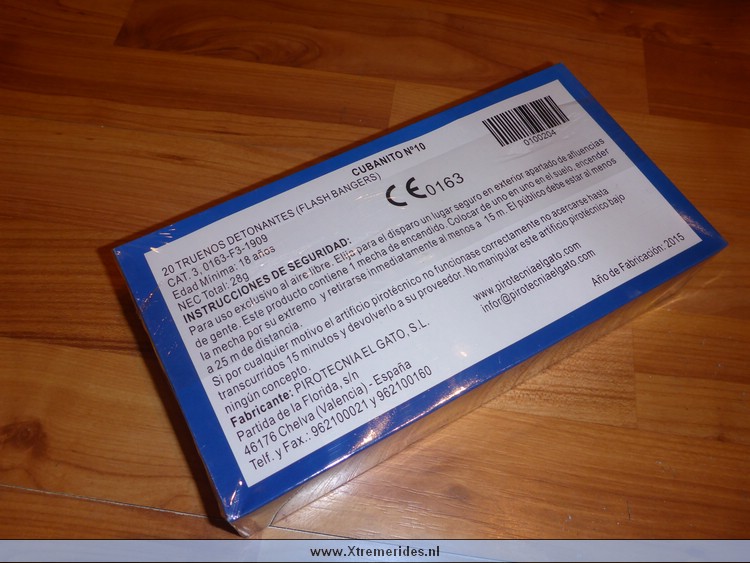 CUBANITO Nº10
0100204
20 TRUENOS DETONANTES (FLASH BANGERS)
CAT. 3, 0163-F3-1909
Edad Mínima: 18 años
NEC Total: 28g
CE 0163
INSTRUCCIONES DE SEGURIDAD:
Para uso exclusivo al aire libre. Elija para el disparo un lugar seguro en exterior apartado de afluencias
de gente. Este producto contiene 1 mecha de encendido. Colocar de uno en uno en el suelo, encender
la mecha por su extremo y retirarse inmediatamente al menos a 15 m. El público debe estar al menos
a 25 m de distancia.
Si por cualquier motivo el artificio pirotécnico no funcionase correctamente no acercarse hasta
transcurridos 15 minutos y devolverlo a su proveedor. No manipular este artificio pirotécnico bajo
ningún concepto.
Fabricante: PIROTECNIA EL GATO, S.L.
Partida de la Florida, s/n
46176 Chelva (Valencia) - España
Telf. y Fax.: 962100021 y 962100160
www.pirotecniaelgato.com
infor@pirotecniaelgato.com
Año de Fabricación: 2015
www.Xtremerides.nl